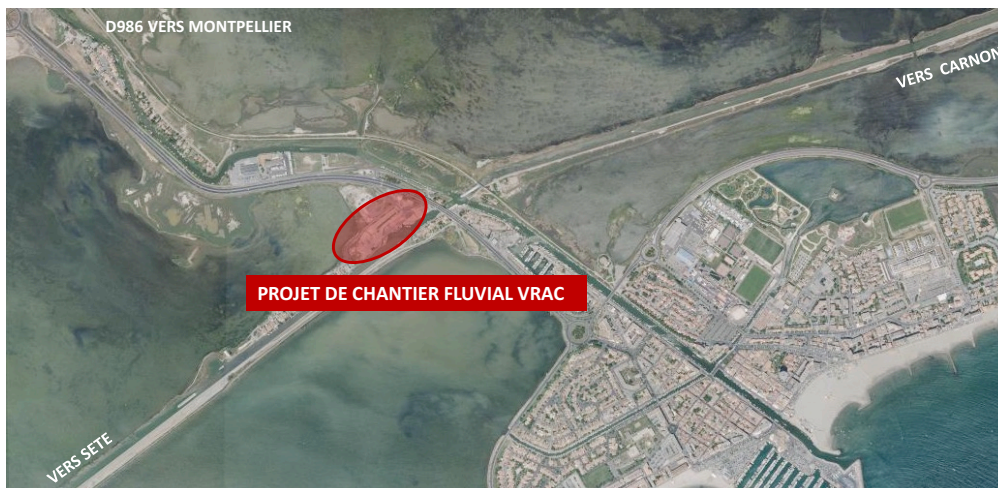 D986 VERS MONTPELLIER
VERS CARNON
PROJET DE CHANTIER FLUVIAL VRAC
VERS SETE